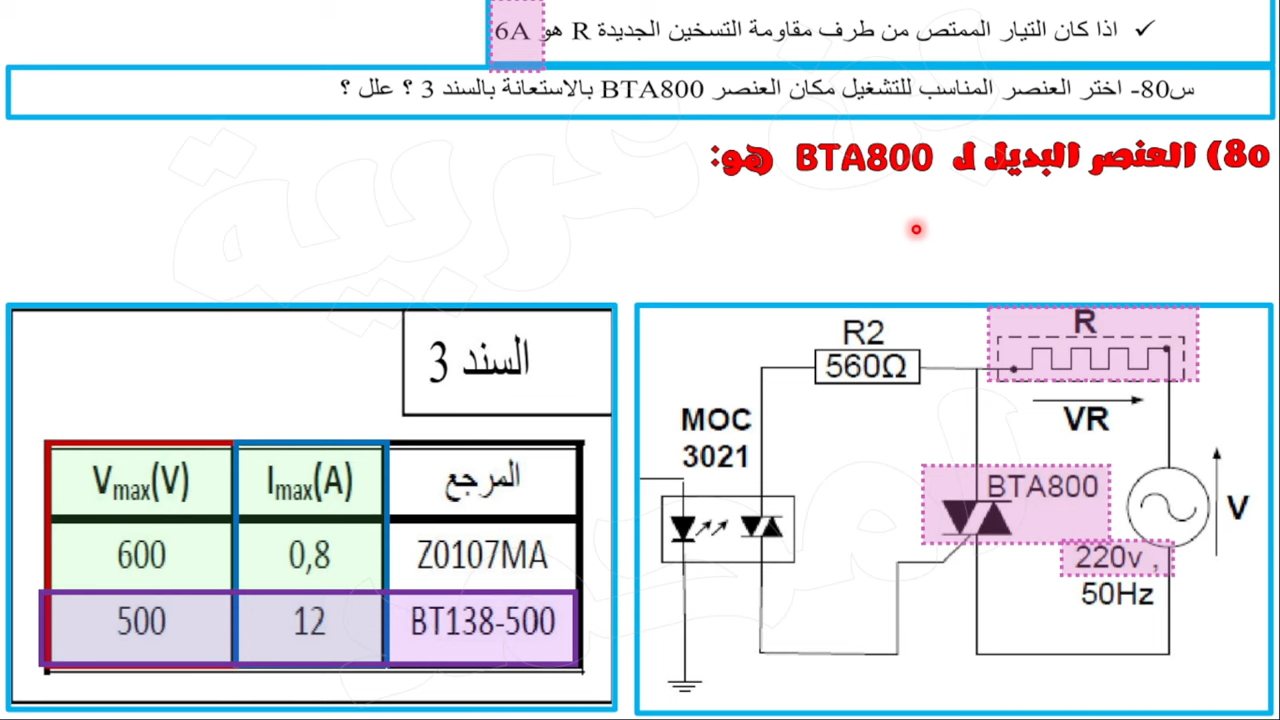 ✓ اذا كان التيار الممتص من طرف مقاومة التسخين الجديدة R هو 6A
س80- اختر العنصر المناسب للتشغيل مكان العنصر BTA800 بالاستعانة بالسند 3 ؟ علل ؟
80) العنصر البديل لـ BTA800 هو:
السند 3
Vmax(V) Imax(A) المرجع
600 0,8 Z0107MA
500 12 BT138-500
R2
560Ω
R
VR
MOC
3021
BTA800
V
220v ,
50Hz